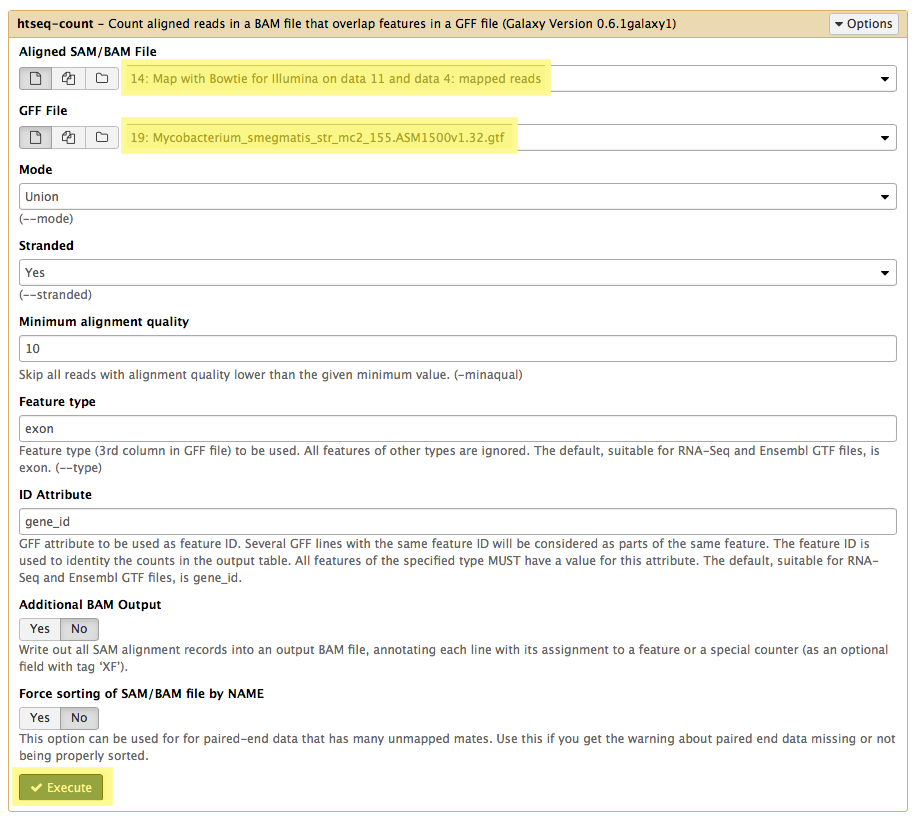 htseq-count - Count aligned reads in a BAM file that overlap features in a GFF file (Galaxy Version 0.6.1galaxy1)
Options
Aligned SAM/BAM File
14: Map with Bowtie for Illumina on data 11 and data 4: mapped reads
GFF File
19: Mycobacterium_smegmatis_str_mc2_155.ASM1500v1.32.gtf
Mode
Union
(--mode)
Stranded
Yes
(--stranded)
Minimum alignment quality
10
Skip all reads with alignment quality lower than the given minimum value. (-minaqual)
Feature type
exon
Feature type (3rd column in GFF file) to be used. All features of other types are ignored. The default, suitable for RNA-Seq and Ensembl GTF files, is
exon. (--type)
ID Attribute
gene_id
GFF attribute to be used as feature ID. Several GFF lines with the same feature ID will be considered as parts of the same feature. The feature ID is
used to identity the counts in the output table. All features of the specified type MUST have a value for this attribute. The default, suitable for RNA-
Seq and Ensembl GTF files, is gene_id.
Additional BAM Output
Yes No
Write out all SAM alignment records into an output BAM file, annotating each line with its assignment to a feature or a special counter (as an optional
field with tag ‘XF’).
Force sorting of SAM/BAM file by NAME
Yes No
This option can be used for for paired-end data that has many unmapped mates. Use this if you get the warning about paired end data missing or not
being properly sorted.
Execute